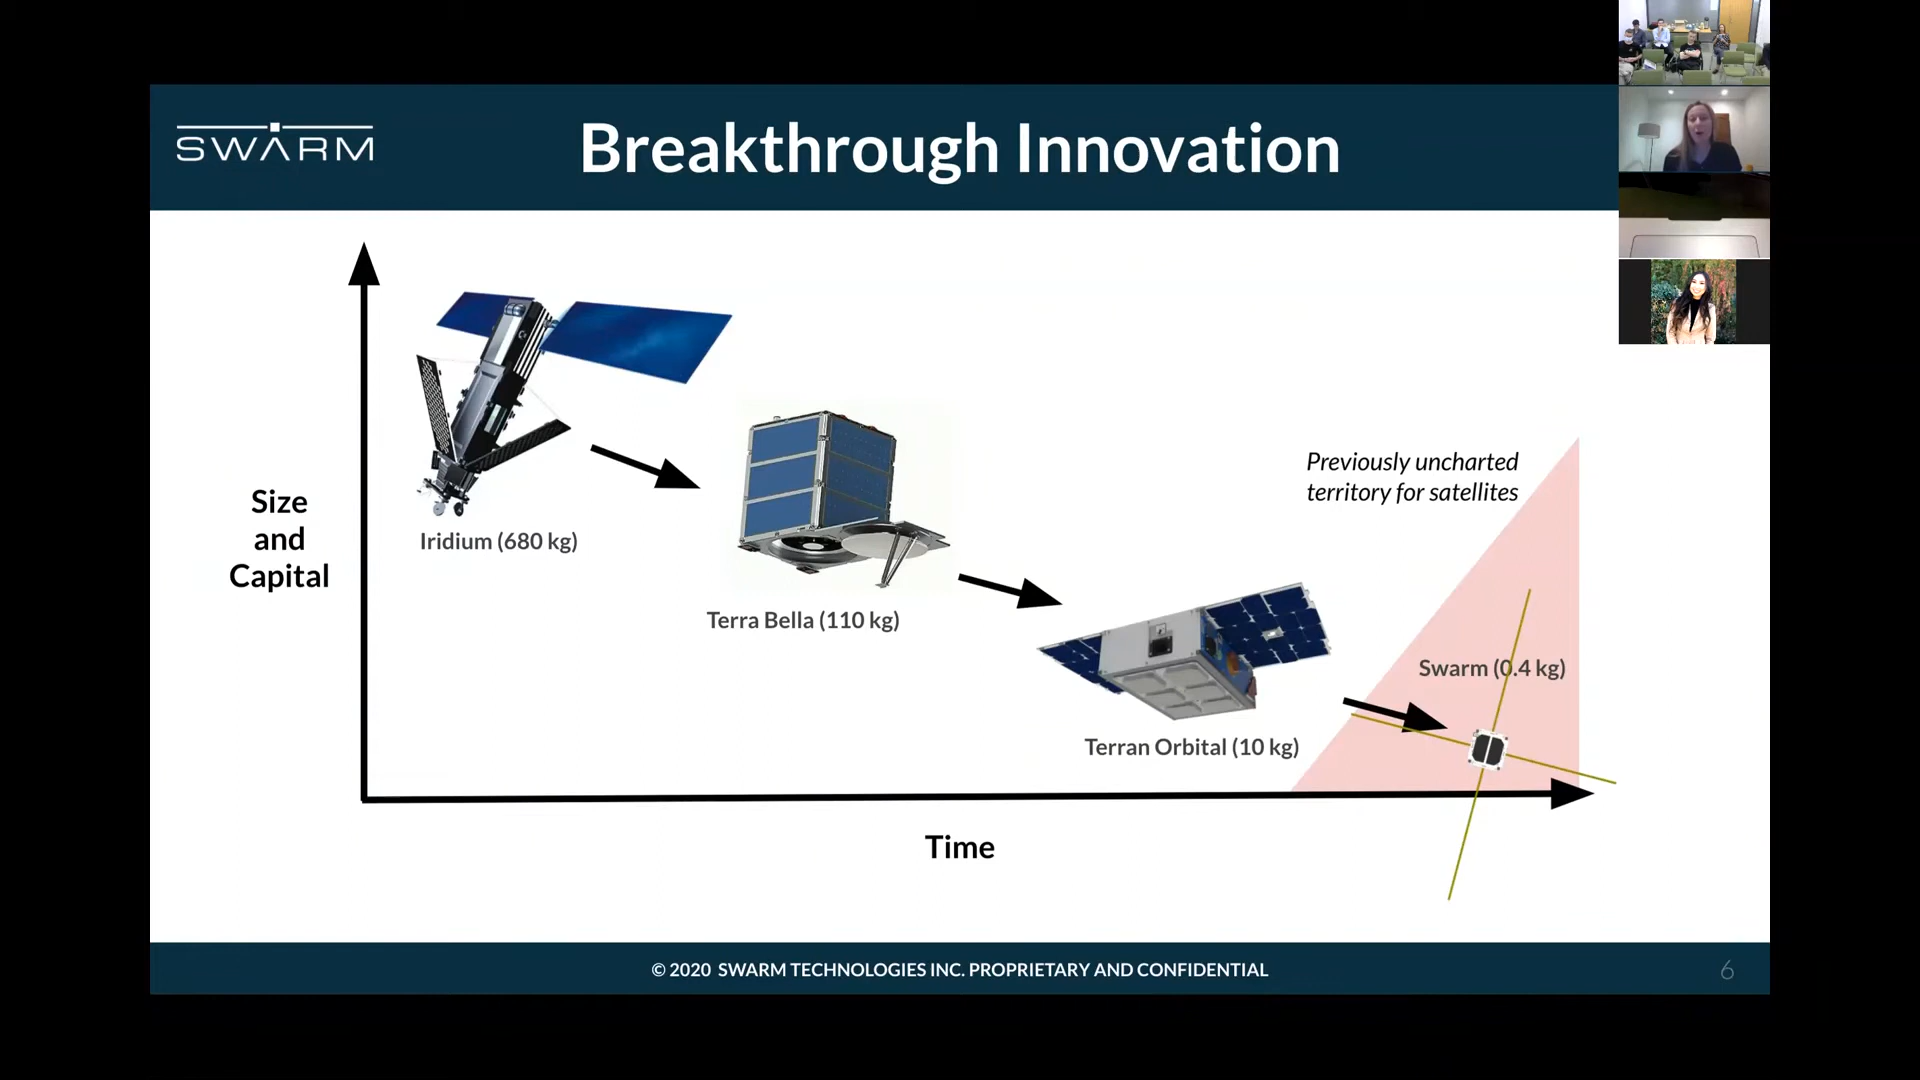 SWARM
Breakthrough Innovation
Size
and
Capital
Iridium (680 kg)
Terra Bella (110 kg)
Terran Orbital (10 kg)
Previously uncharted
territory for satellites
Swarm (0.4 kg)
Time
© 2020 SWARM TECHNOLOGIES INC. PROPRIETARY AND CONFIDENTIAL
6